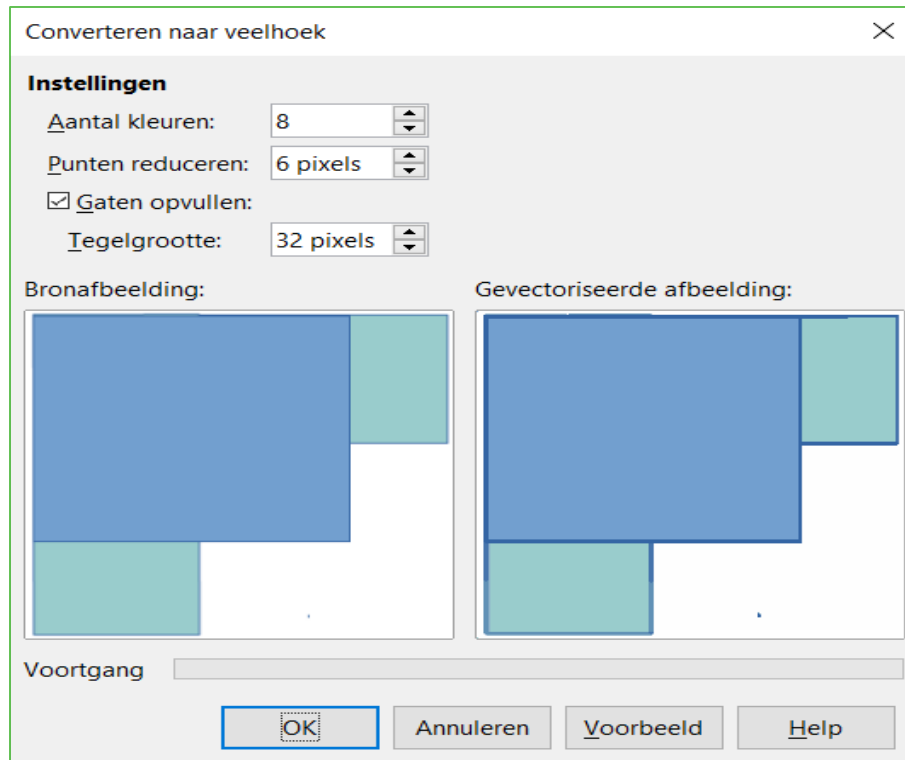 Converteren naar veelhoek
Instellingen
Aantal kleuren: 8
Punten reduceren: 6 pixels
Gaten opvullen:
Tegelgrootte: 32 pixels
Bronafbeelding: Gevectoriseerde afbeelding:
Voortgang
OK Annuleren Voorbeeld Help